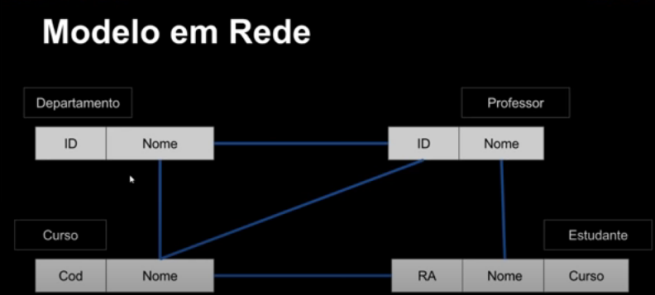 Modelo em Rede
Departamento
Professor
ID Nome
ID Nome
Curso
Estudante
Cod Nome
RA Nome Curso